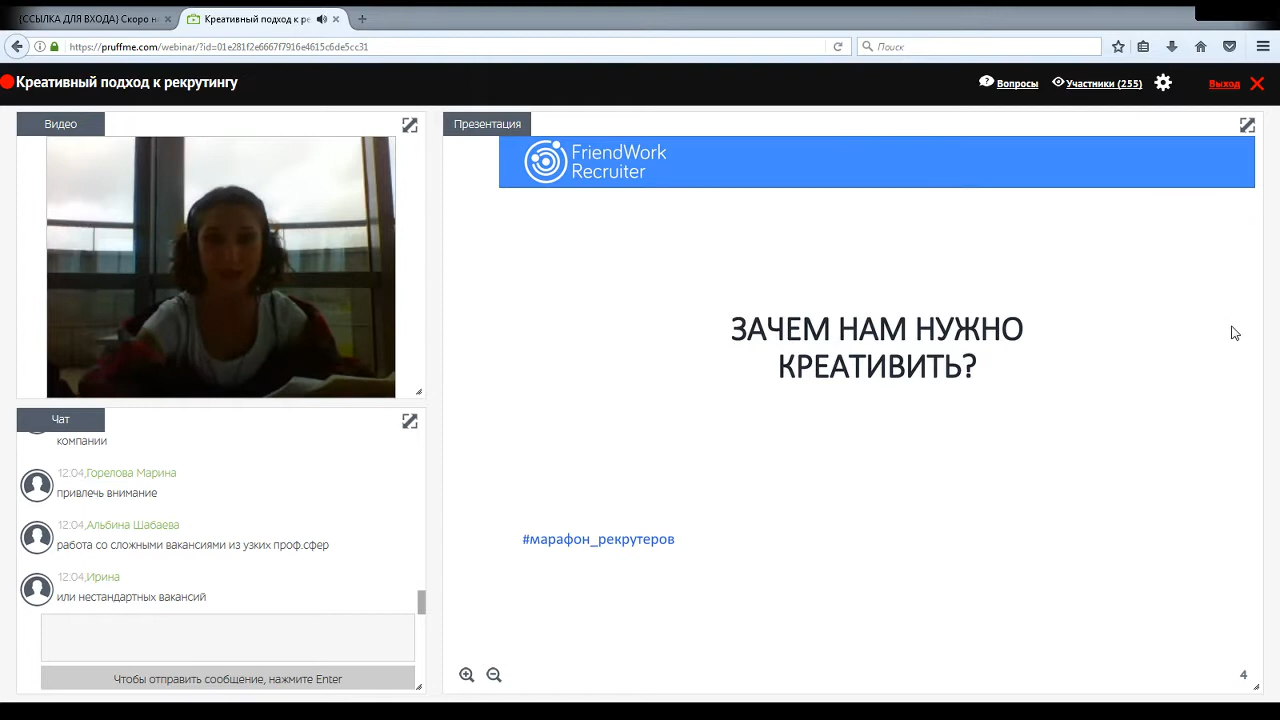 (ССЫЛКА ДЛЯ ВХОДА) Скоро н
Креативный подход к ре
https://pruffme.com/webinar/?id=01e281f2e6667f7916e4615c6de5cc31
Поиск
Креативный подход к рекрутингу
Вопросы
Участники (255)
Выход
Видео
Презентация
FriendWork
Recruiter
ЗАЧЕМ НАМ НУЖНО
КРЕАТИВИТЬ?
#марафон_рекрутеров
4
Чат
компании
12:04,Горелова Марина
привлечь внимание
12:04,Альбина Шабаева
работа со сложными вакансиями из узких проф.сфер
12:04,Ирина
или нестандартных вакансий
Чтобы отправить сообщение, нажмите Enter